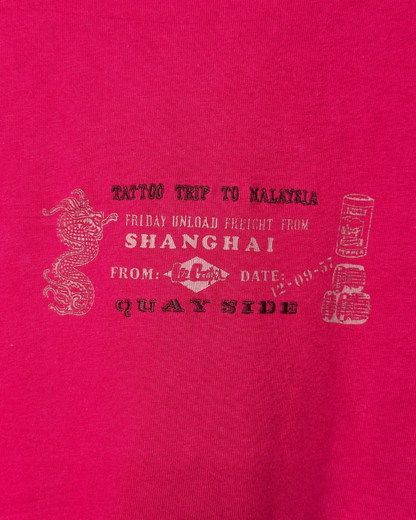 TATTOO TRIP TO MALAYSIA
FRIDAY UNLOAD FREIGHT FROM
SHANGHAI
FROM: DATE: 12-09-57
QUAY SIDE